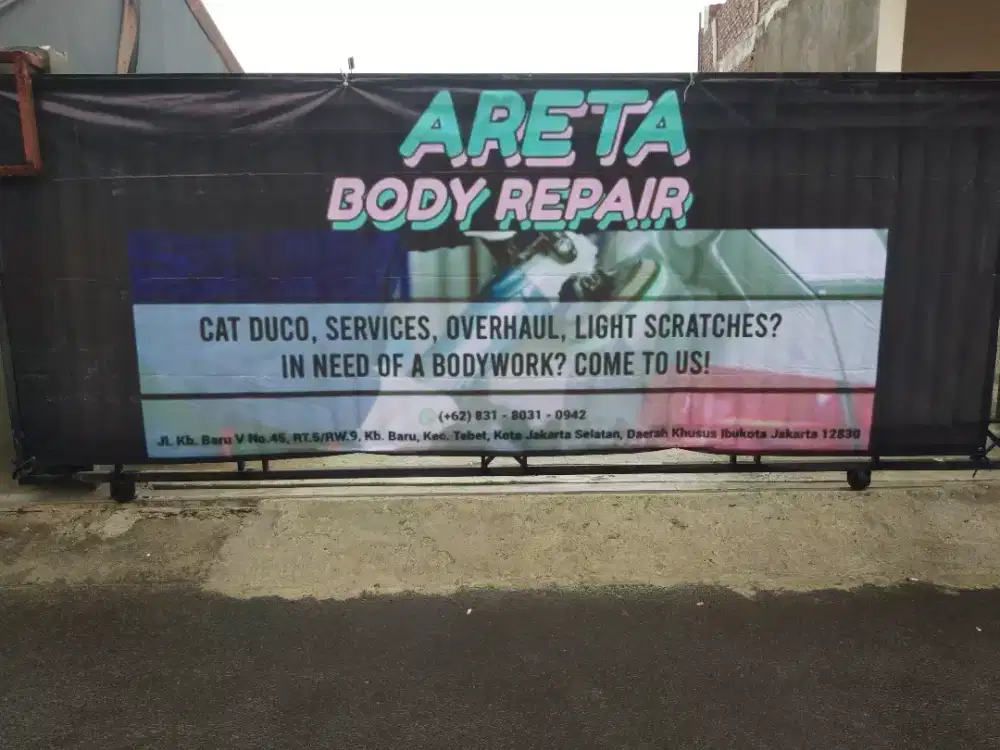 ARETA
BODY REPAIR
CAT DUCO, SERVICES, OVERHAUL, LIGHT SCRATCHES?
IN NEED OF A BODYWORK? COME TO US!
(+62) 831 - 8031 - 0942
Jl. Kb. Baru V No.45, RT.5/RW.9, Kb. Baru, Kec. Tebet, Kota Jakarta Selatan, Daerah Khusus Ibukota Jakarta 12830